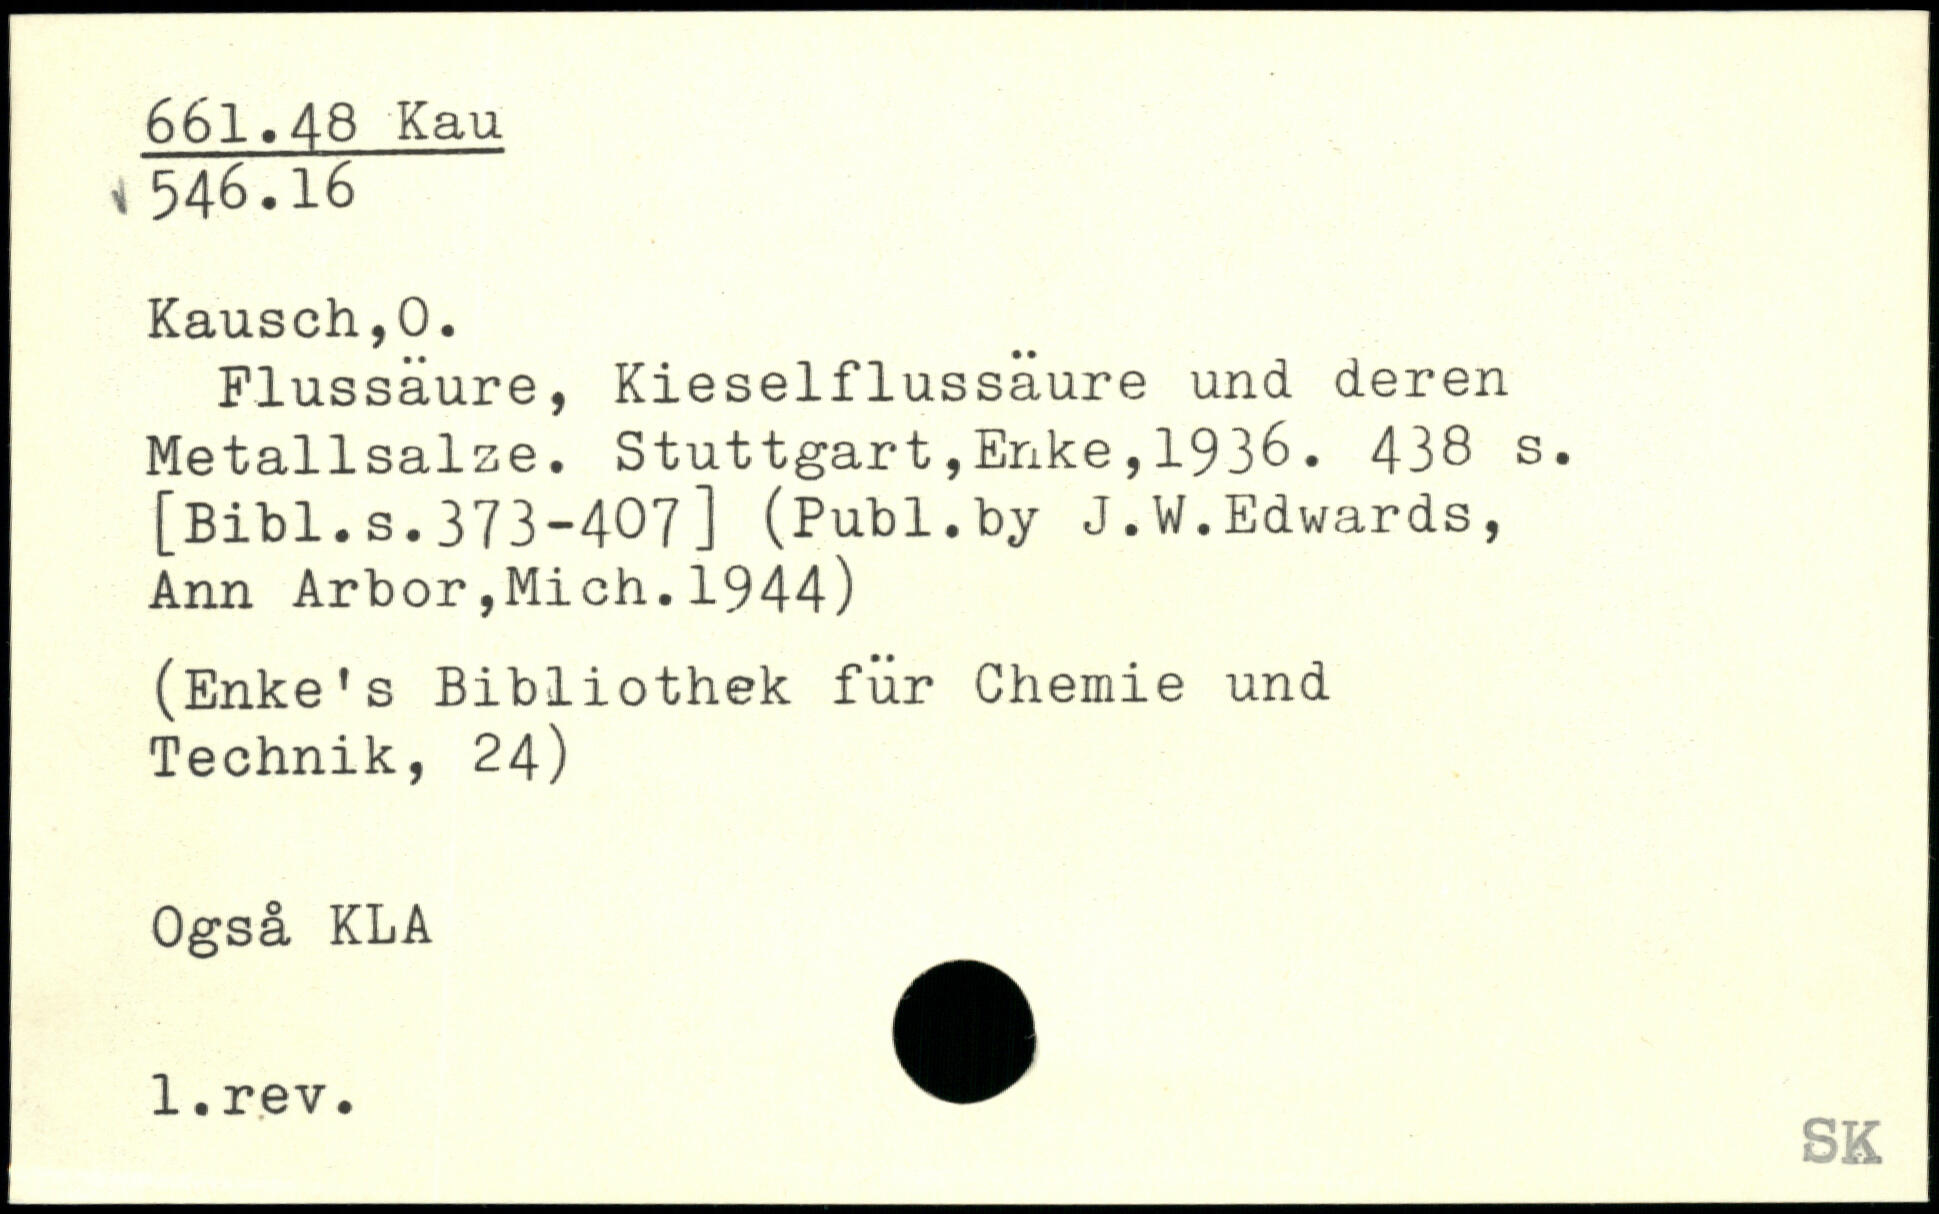 661.48 Kau
546.16
Kausch,O.
Flussäure, Kieselflussäure und deren
Metallsalze. Stuttgart,Enke,1936. 438 s.
[Bibl.s.373-407] (Publ.by J.W.Edwards,
Ann Arbor,Mich.1944)
(Enke's Bibliothek für Chemie und
Technik, 24)
Også KLA
1.rev.
SK